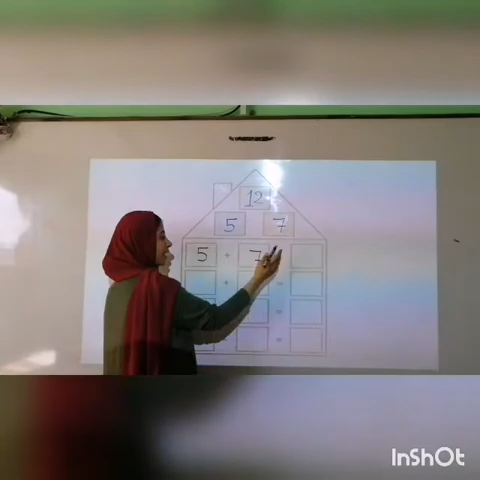 12
5 7
5 + 7
+ =
=
=
InShOt